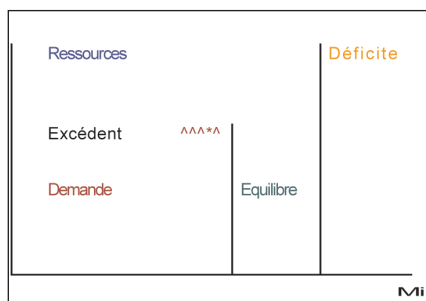 Ressources Déficite
Excédent ^^^*^
Demande Equilibre
Mi